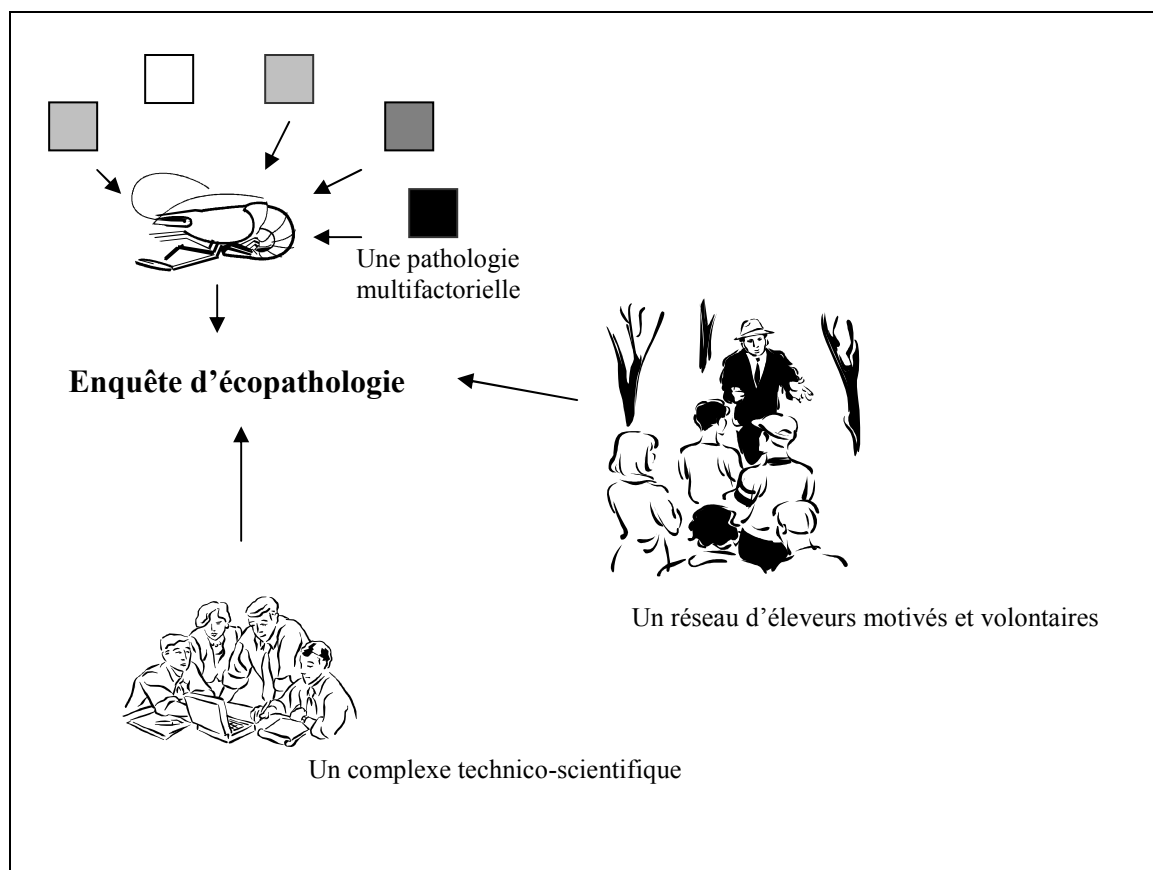 Une pathologie
multifactorielle
Enquête d’écopathologie
Un réseau d’éleveurs motivés et volontaires
Un complexe technico-scientifique